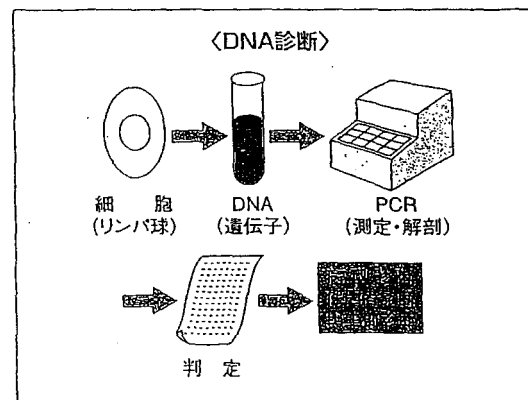 〈DNA診断〉
細 胞 DNA PCR
(リンパ球) (遺伝子) (測定・解剖)
判 定